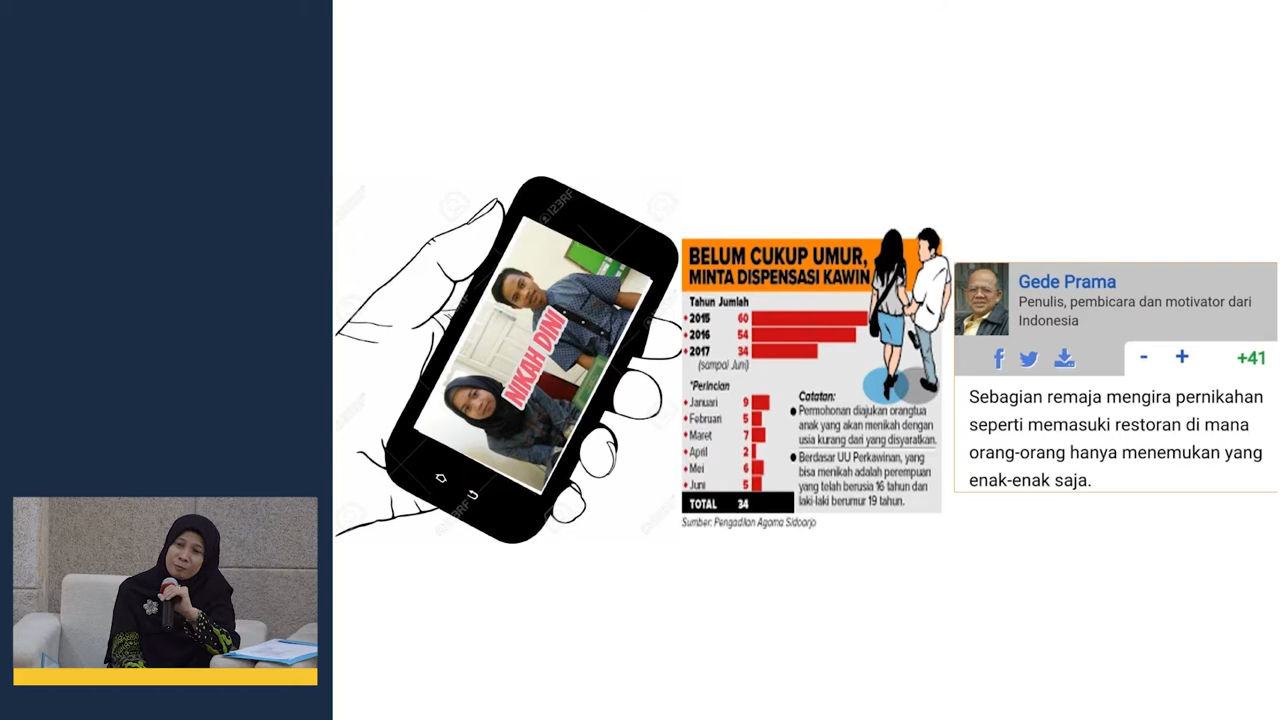 123RF
NIKAH DINI
123RF
BELUM CUKUP UMUR,
MINTA DISPENSASI KAWIN
Tahun Jumlah
2015 60
2016 54
2017 34
(sampai Juni)
*Perincian
Januari 9
Februari 5
Maret 7
April 2
Mei 6
Juni 5
TOTAL 34
Catatan:
Permohonan diajukan orangtua
anak yang akan menikah dengan
usia kurang dari yang disyaratkan.
Berdasar UU Perkawinan, yang
bisa menikah adalah perempuan
yang telah berusia 16 tahun dan
laki-laki berumur 19 tahun.
Sumber: Pengadilan Agama Sidoarjo
Gede Prama
Penulis, pembicara dan motivator dari
Indonesia
- + +41
Sebagian remaja mengira pernikahan
seperti memasuki restoran di mana
orang-orang hanya menemukan yang
enak-enak saja.